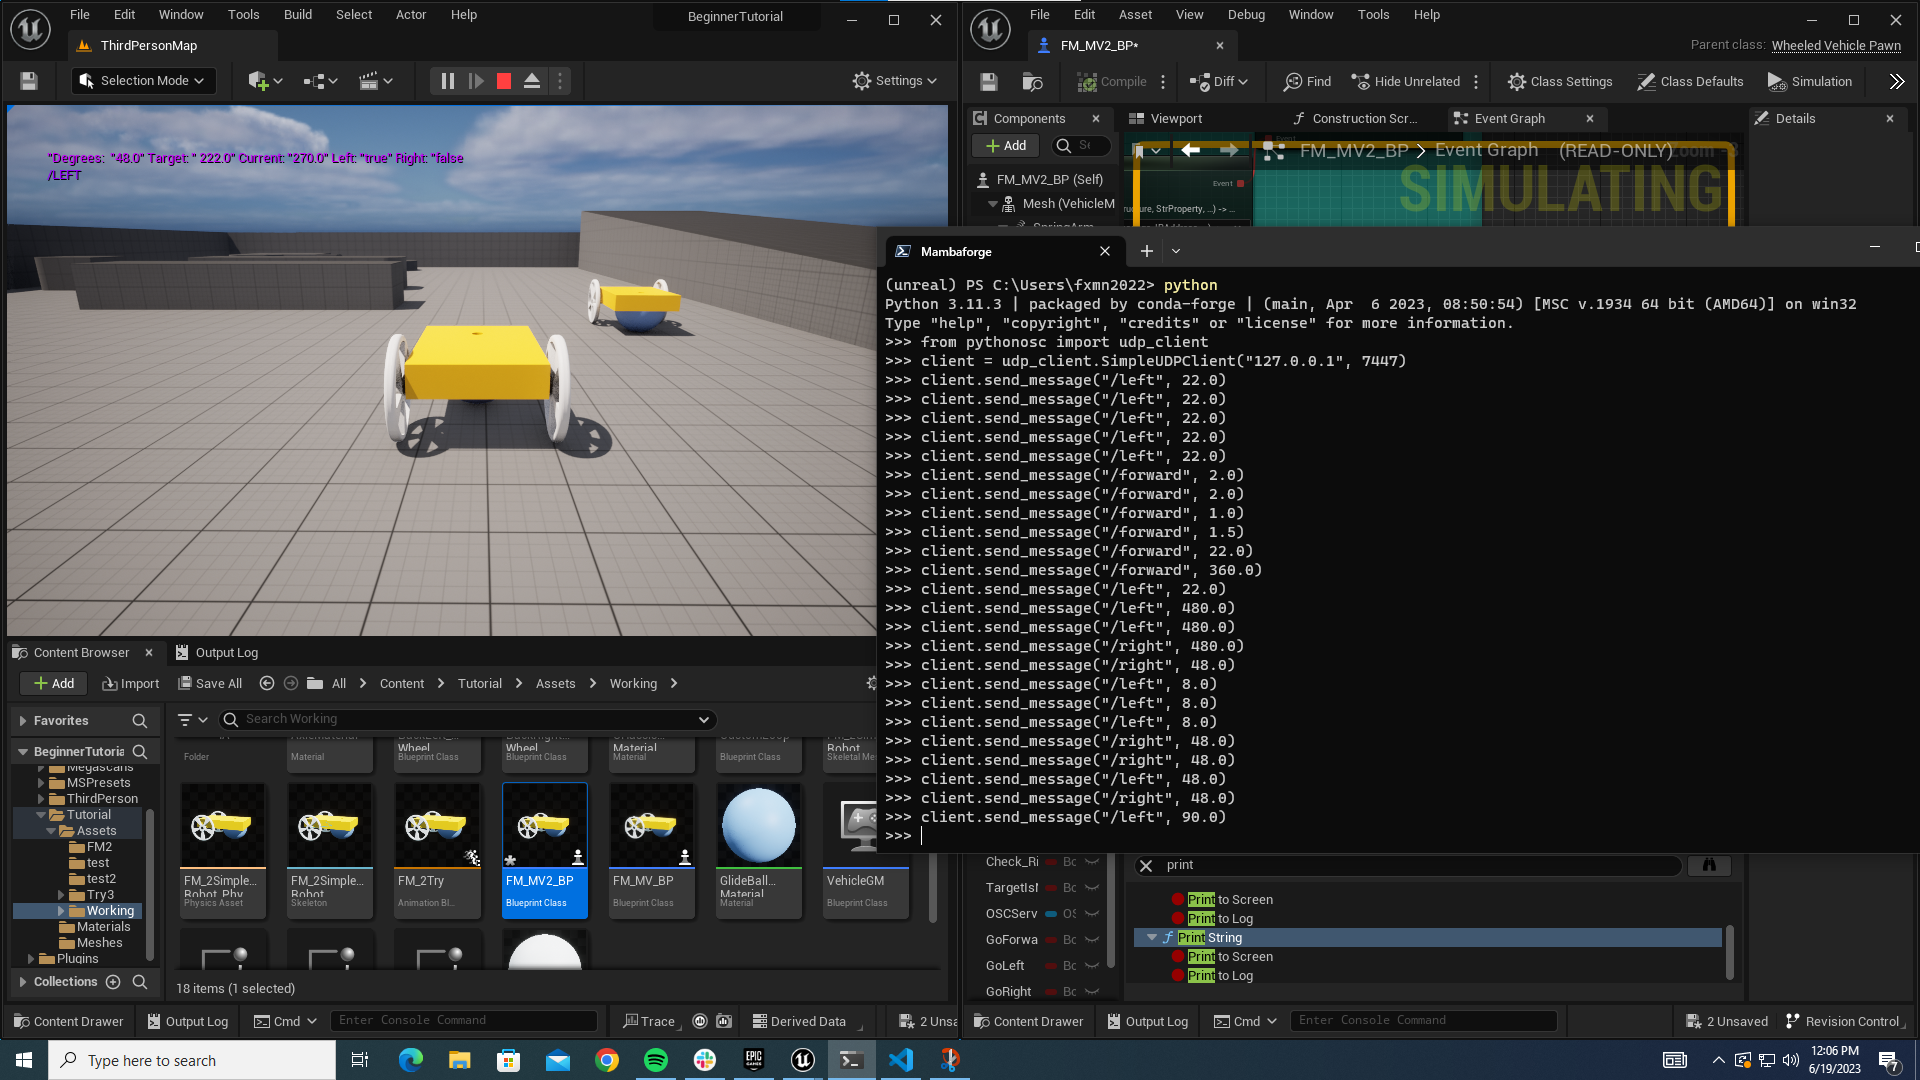 File Edit Window Tools Build Select Actor Help
BeginnerTutorial
ThirdPersonMap
Selection Mode
Settings
"Degrees: "48.0" Target: " 222.0" Current: "270.0" Left: "true" Right: "false
/LEFT
Content Browser
Output Log
Add
Import
Save All
All
Content
Tutorial
Assets
Working
Favorites
Search Working
BeginnerTutoria
Megascans
MSPresets
ThirdPerson
Tutorial
Assets
FM2
test
test2
Try3
Working
Materials
Meshes
Plugins
Collections
Folder
Material
Wheel
Blueprint Class
Wheel
Blueprint Class
Material
Material
Blueprint Class
Robot
Skeletal Me
FM_2Simple...
Robot_Phy
Physics Asset
FM_2Simple...
Robot
Skeleton
FM_2Try
Animation Bl...
FM_MV2_BP
Blueprint Class
FM_MV_BP
Blueprint Class
GlideBall...
Material
Material
VehicleGM
Blueprint Class
18 items (1 selected)
Content Drawer
Output Log
Cmd
Enter Console Command
Trace
Derived Data
2 Unsa
File Edit Asset View Debug Window Tools Help
FM_MV2_BP*
Parent class: Wheeled Vehicle Pawn
Compile
Diff
Find
Hide Unrelated
Class Settings
Class Defaults
Simulation
Components
Viewport
Construction Scr...
Event Graph
Details
Add
FM_MV2_BP > Event Graph (READ-ONLY)
SIMULATING
Event
FM_MV2_BP (Self)
Mesh (VehicleM
SpringArm
ructure, StrProperty, ...) -> ...
Mambaforge
(unreal) PS C:\Users\fxmn2022> python
Python 3.11.3 | packaged by conda-forge | (main, Apr  6 2023, 08:50:54) [MSC v.1934 64 bit (AMD64)] on win32
Type "help", "copyright", "credits" or "license" for more information.
>>> from pythonosc import udp_client
>>> client = udp_client.SimpleUDPClient("127.0.0.1", 7447)
>>> client.send_message("/left", 22.0)
>>> client.send_message("/left", 22.0)
>>> client.send_message("/left", 22.0)
>>> client.send_message("/left", 22.0)
>>> client.send_message("/left", 22.0)
>>> client.send_message("/forward", 2.0)
>>> client.send_message("/forward", 2.0)
>>> client.send_message("/forward", 1.0)
>>> client.send_message("/forward", 1.5)
>>> client.send_message("/forward", 22.0)
>>> client.send_message("/forward", 360.0)
>>> client.send_message("/left", 22.0)
>>> client.send_message("/left", 480.0)
>>> client.send_message("/left", 480.0)
>>> client.send_message("/right", 480.0)
>>> client.send_message("/right", 48.0)
>>> client.send_message("/left", 8.0)
>>> client.send_message("/left", 8.0)
>>> client.send_message("/left", 8.0)
>>> client.send_message("/right", 48.0)
>>> client.send_message("/right", 48.0)
>>> client.send_message("/left", 48.0)
>>> client.send_message("/right", 48.0)
>>> client.send_message("/left", 90.0)
>>>
Check_Ri Bc
TargetIsI Bc
OSCServ OS
GoForwa Bc
GoLeft Bc
GoRight Bc
print
Print to Screen
Print to Log
Print String
Print to Screen
Print to Log
Content Drawer
Output Log
Cmd
Enter Console Command
2 Unsaved
Revision Control
Type here to search
EPIC GAMES
12:06 PM
6/19/2023
7